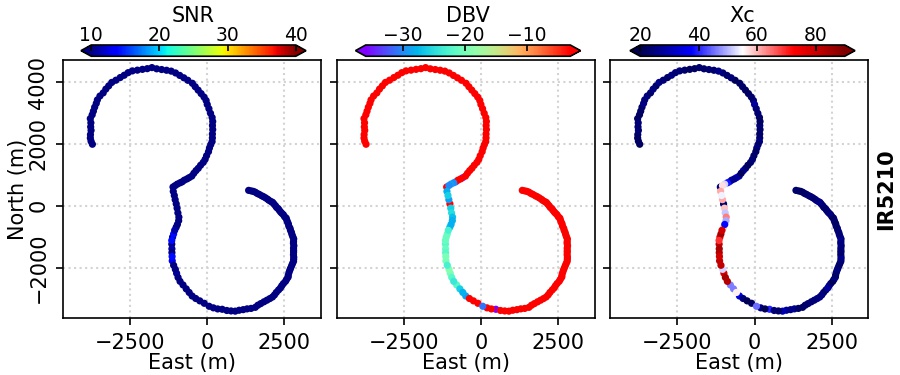 SNR DBV Xc
10 20 30 40 −30 −20 −10 20 40 60 80
4000
2000
0
−2000
North (m)
IR5210
−2500 0 2500 −2500 0 2500 −2500 0 2500
East (m) East (m) East (m)